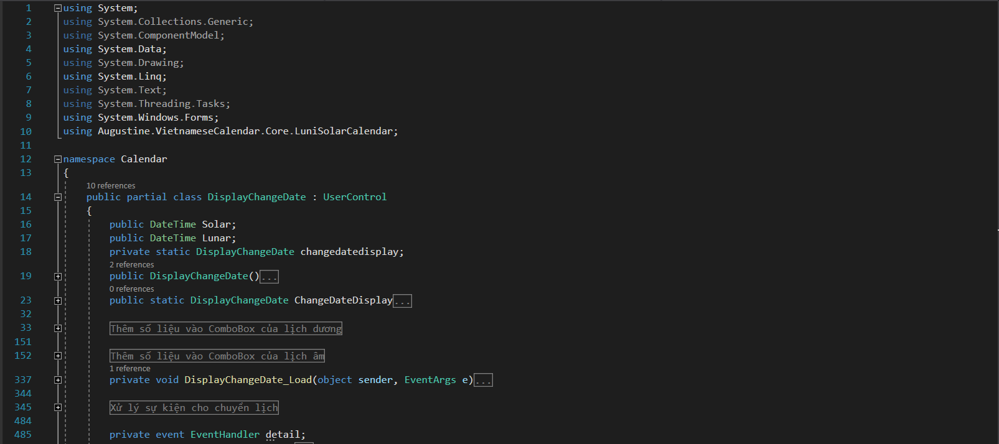 1 using System;
2 using System.Collections.Generic;
3 using System.ComponentModel;
4 using System.Data;
5 using System.Drawing;
6 using System.Linq;
7 using System.Text;
8 using System.Threading.Tasks;
9 using System.Windows.Forms;
10 using Augustine.VietnameseCalendar.Core.LuniSolarCalendar;
11
12 namespace Calendar
13 {
10 references
14 public partial class DisplayChangeDate : UserControl
15 {
16 public DateTime Solar;
17 public DateTime Lunar;
18 private static DisplayChangeDate changedatedisplay;
2 references
19 public DisplayChangeDate()...
0 references
23 public static DisplayChangeDate ChangeDateDisplay...
32
33 Thêm số liệu vào ComboBox của lịch dương
151
152 Thêm số liệu vào ComboBox của lịch âm
1 reference
337 private void DisplayChangeDate_Load(object sender, EventArgs e)...
344
345 Xử lý sự kiện cho chuyển lịch
484
485 private event EventHandler detail;